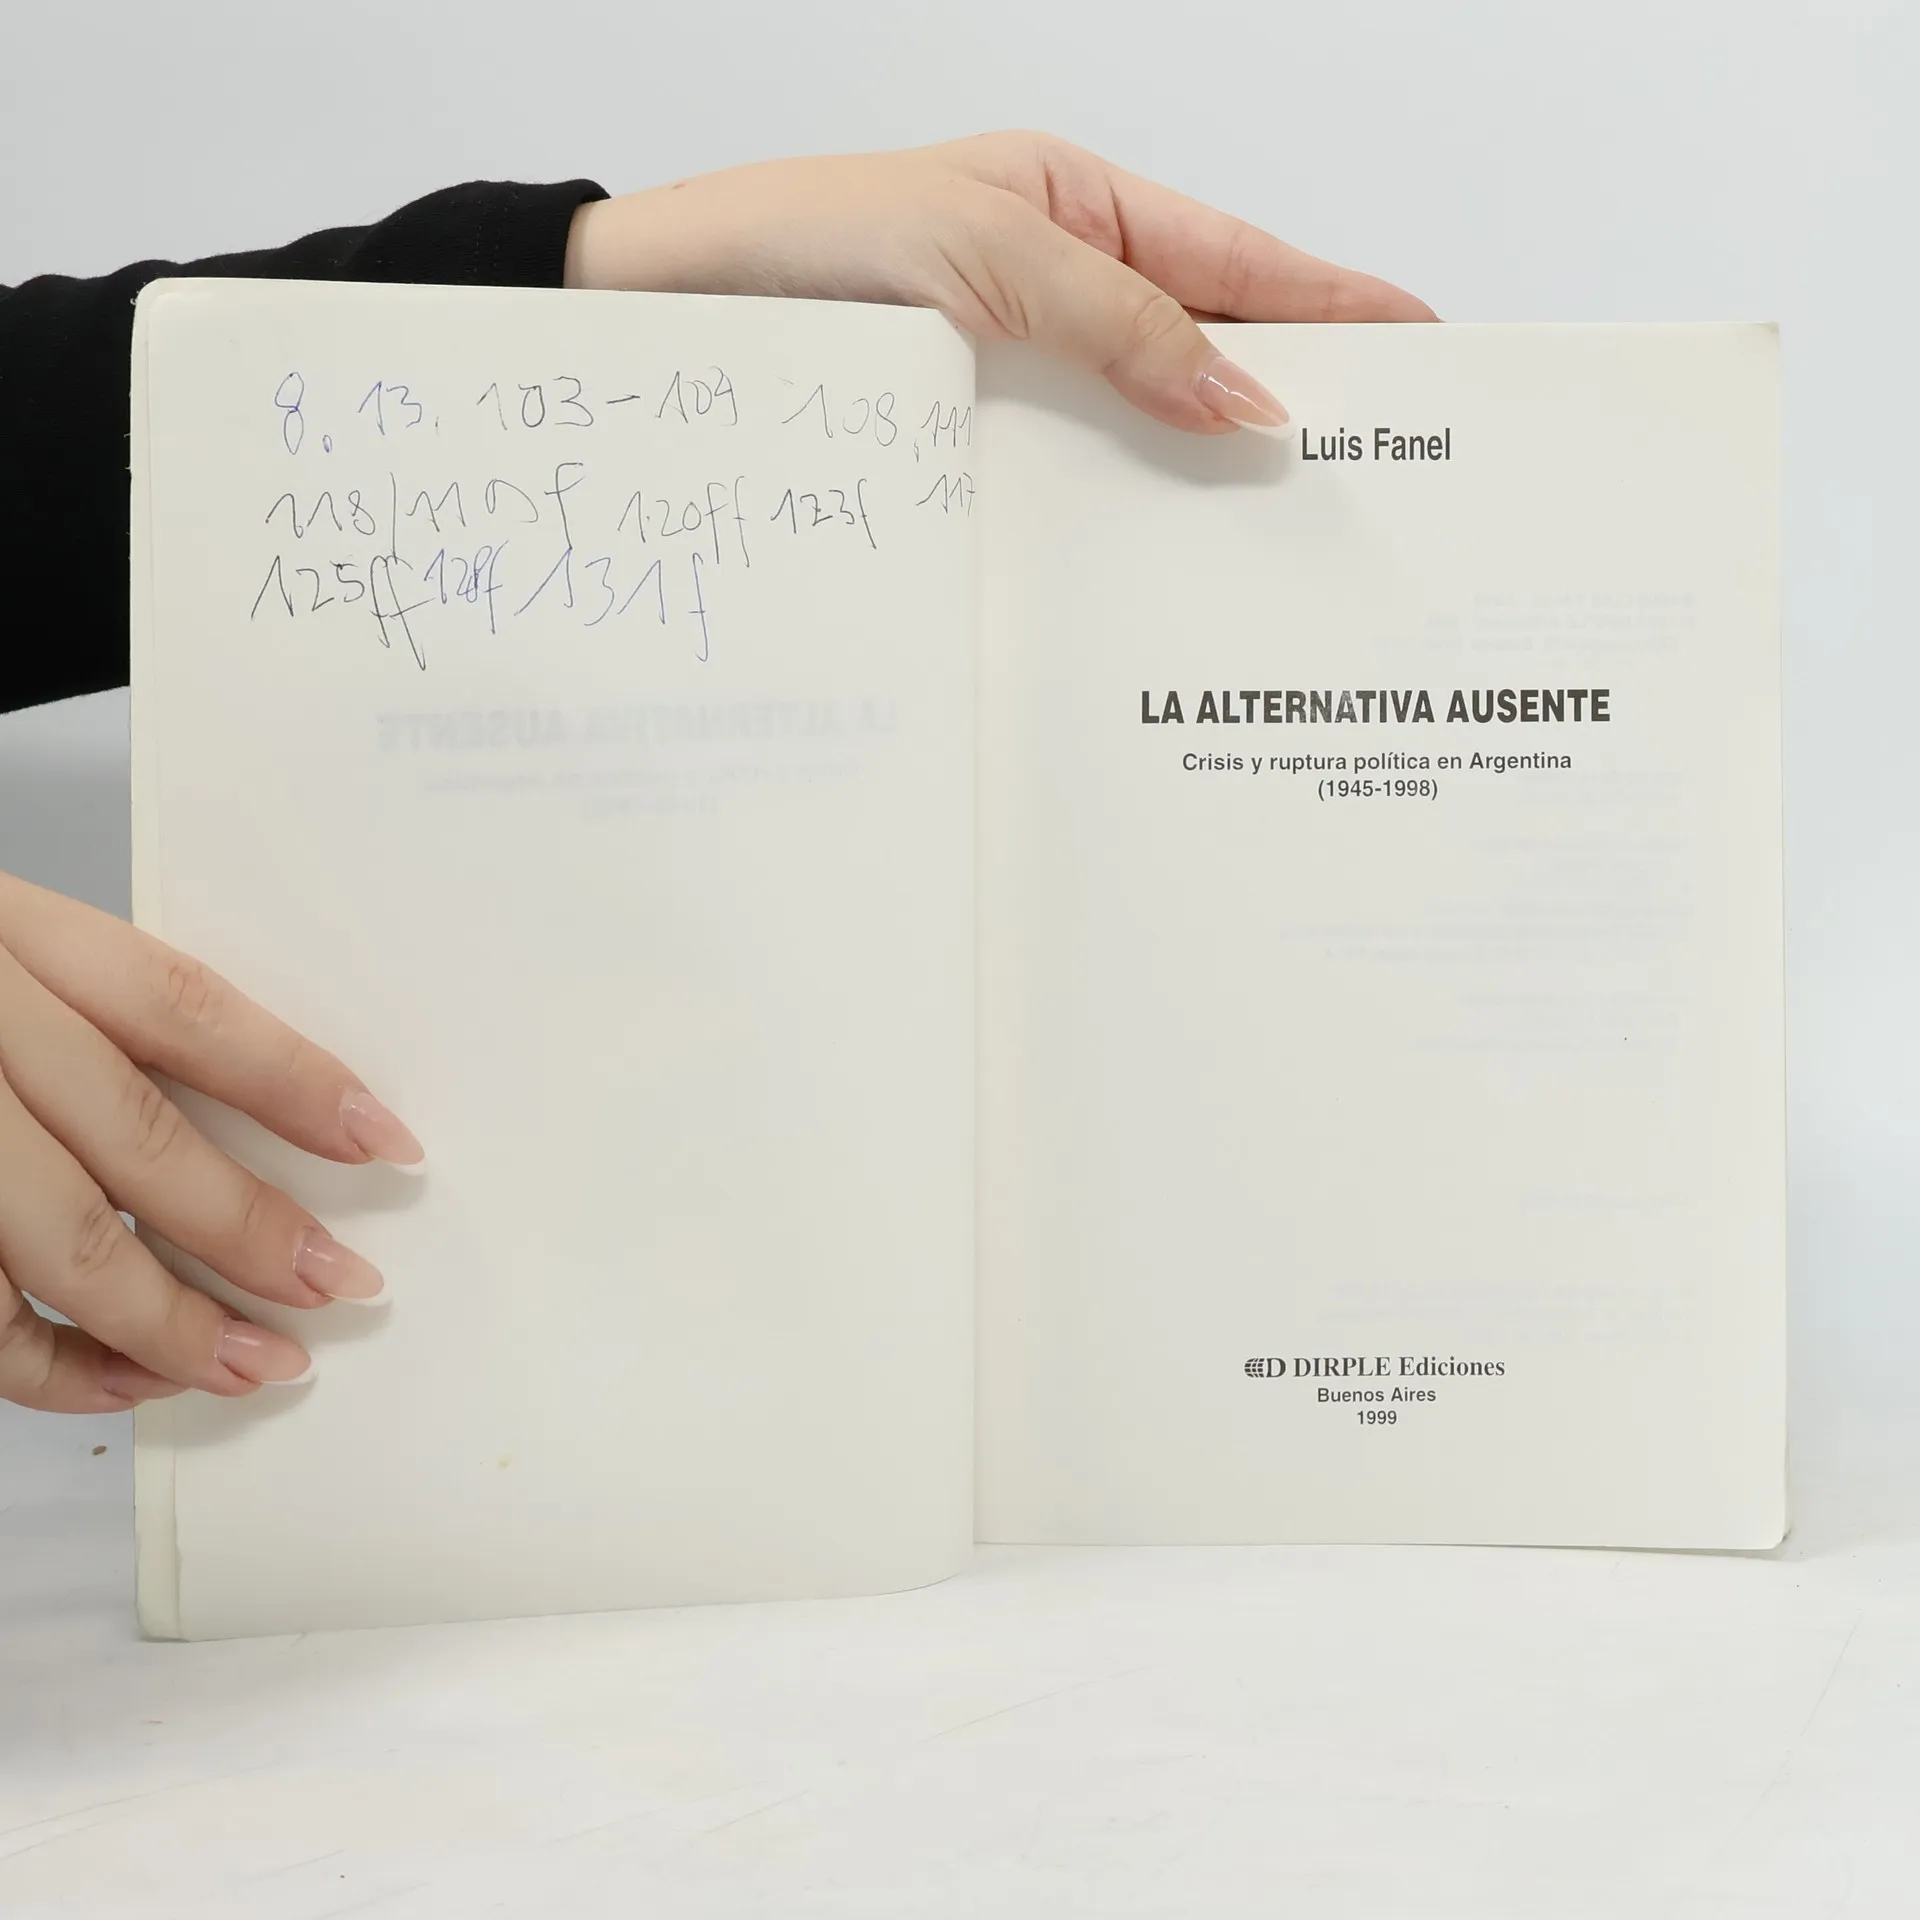 8. 13. 103-109 108, 111
118/119f 120ff 123f 117
125ff 128f 131f
Luis Fanel
LA ALTERNATIVA AUSENTE
Crisis y ruptura política en Argentina
(1945-1998)
DIRPLE Ediciones
Buenos Aires
1999